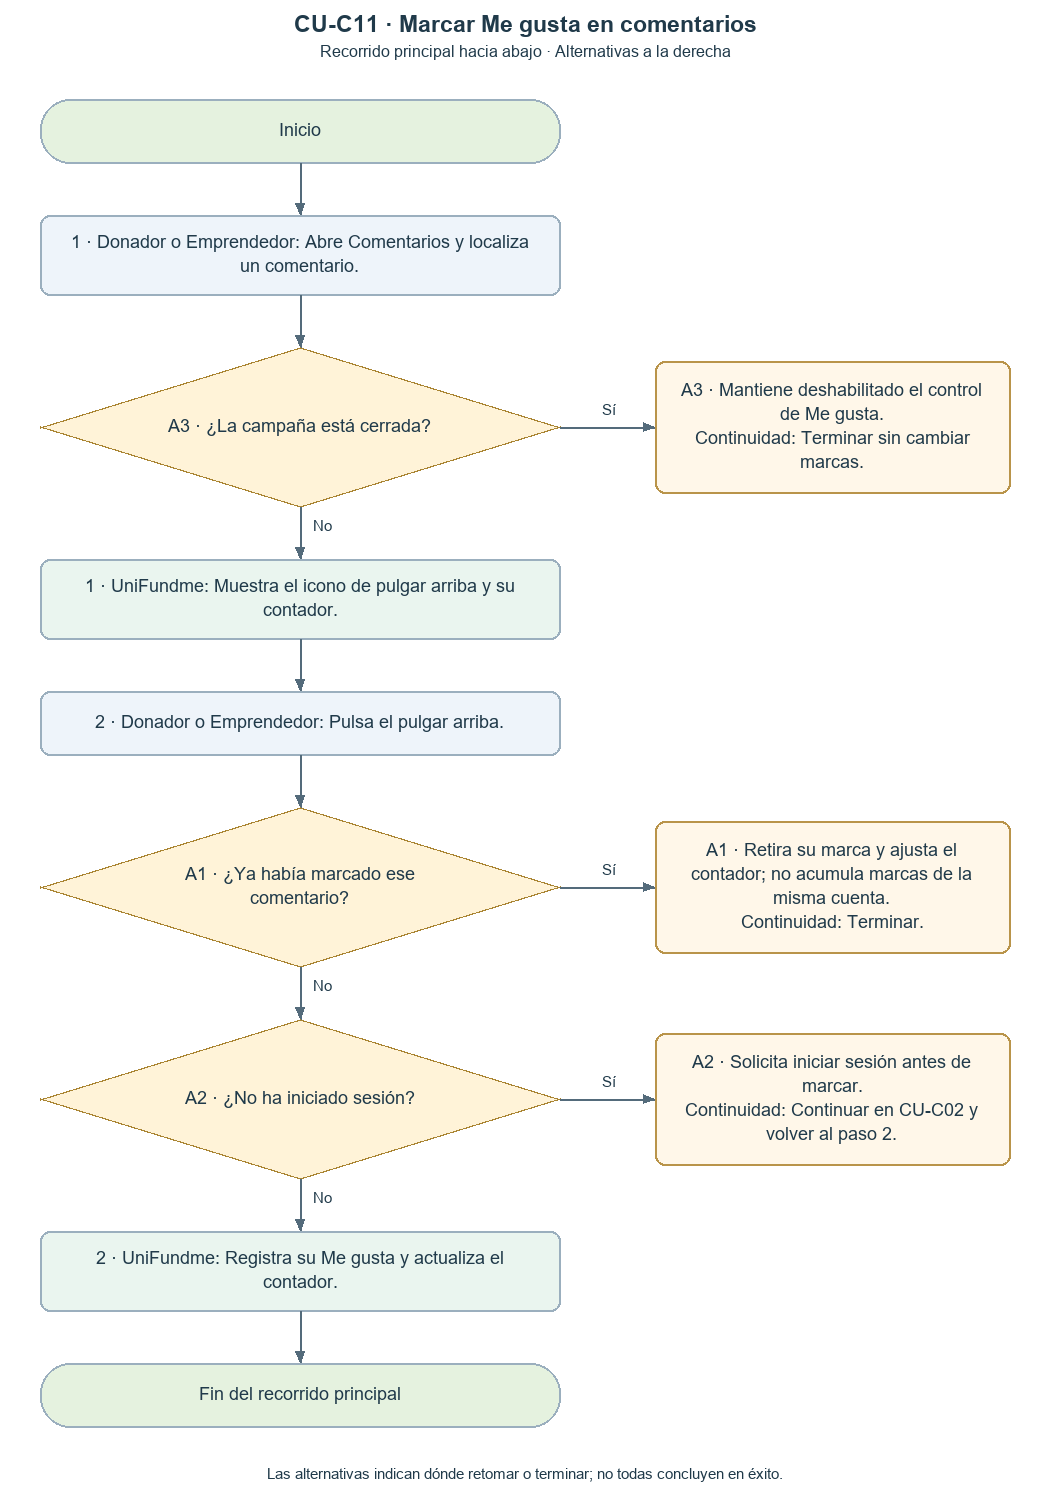 CU-C11 · Marcar Me gusta en comentarios
Recorrido principal hacia abajo · Alternativas a la derecha
Inicio
1 · Donador o Emprendedor: Abre Comentarios y localiza
un comentario.
A3 · ¿La campaña está cerrada?
Sí
A3 · Mantiene deshabilitado el control
de Me gusta.
Continuidad: Terminar sin cambiar
marcas.
No
1 · UniFundme: Muestra el icono de pulgar arriba y su
contador.
2 · Donador o Emprendedor: Pulsa el pulgar arriba.
A1 · ¿Ya había marcado ese
comentario?
Sí
A1 · Retira su marca y ajusta el
contador; no acumula marcas de la
misma cuenta.
Continuidad: Terminar.
No
A2 · ¿No ha iniciado sesión?
Sí
A2 · Solicita iniciar sesión antes de
marcar.
Continuidad: Continuar en CU-C02 y
volver al paso 2.
No
2 · UniFundme: Registra su Me gusta y actualiza el
contador.
Fin del recorrido principal
Las alternativas indican dónde retomar o terminar; no todas concluyen en éxito.